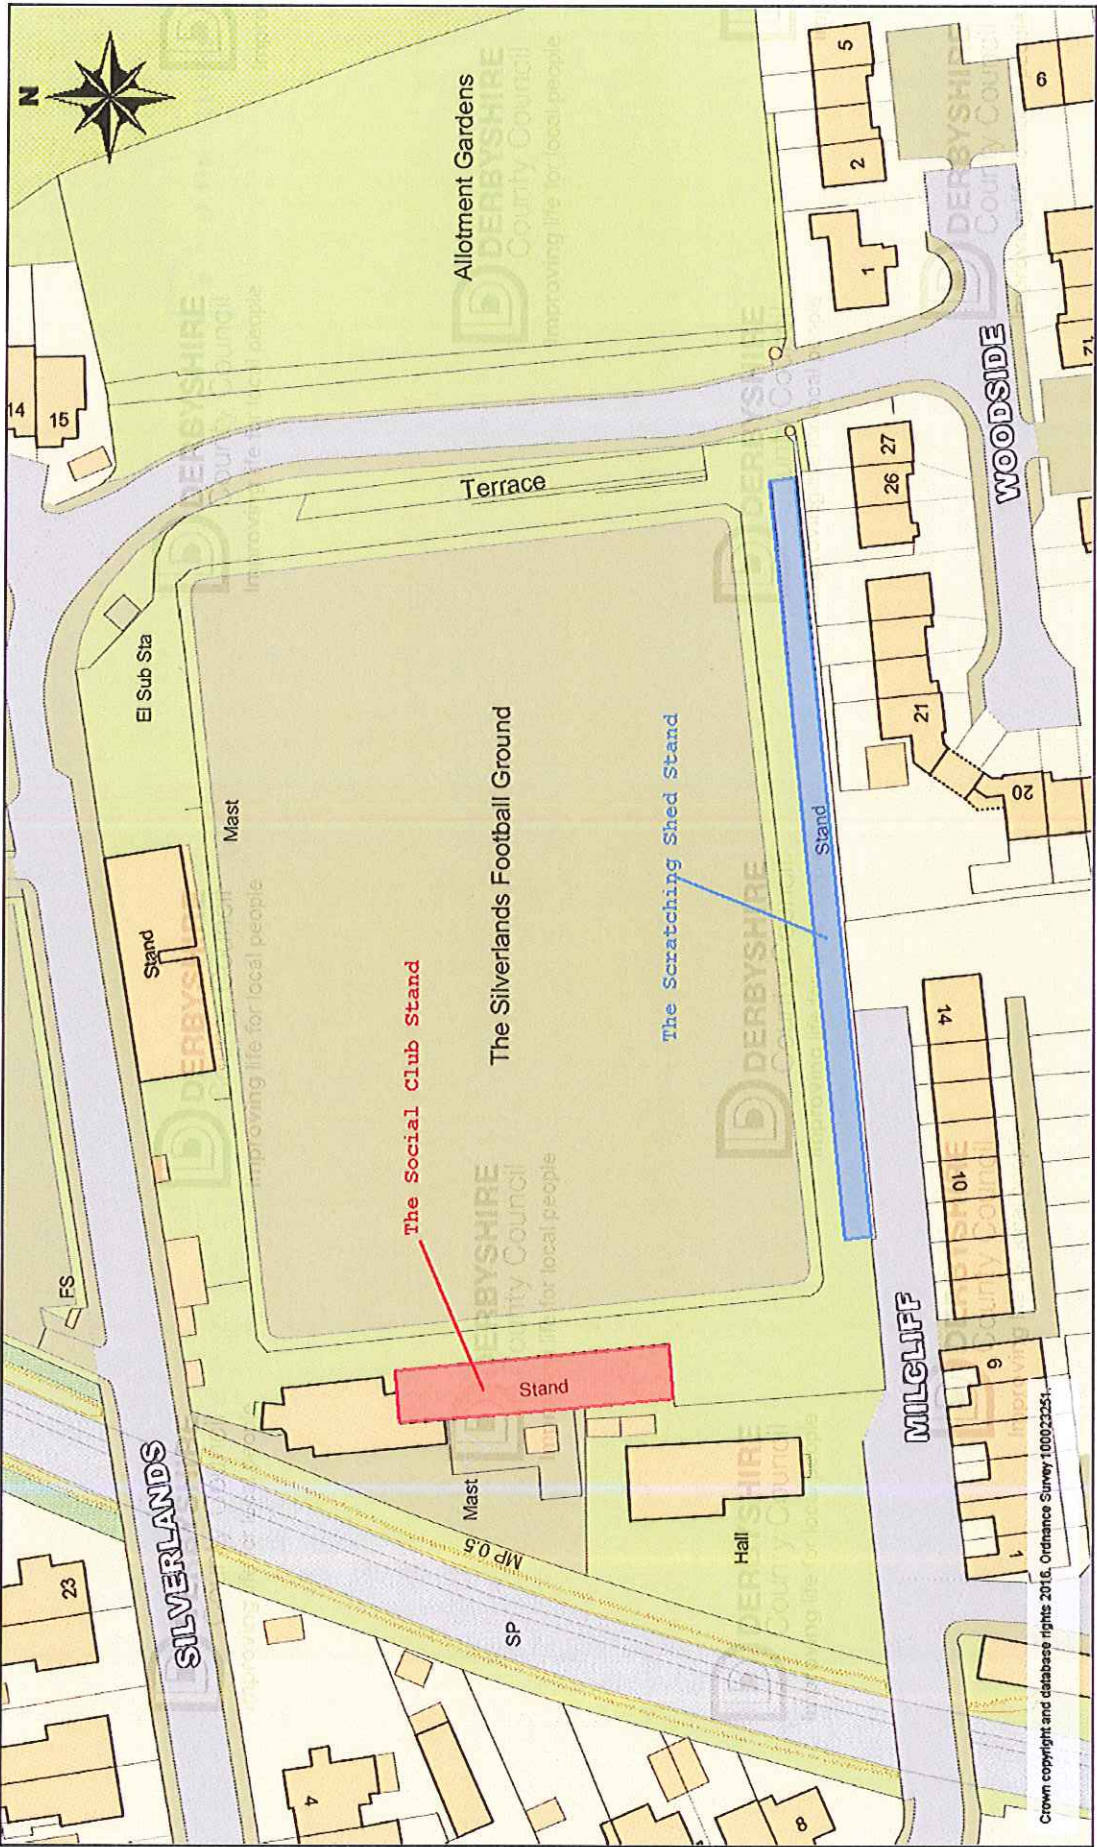 N
SILVERLANDS
FS
23
4
8
SP
MP 0.5
Mast
Hall
Stand
The Social Club Stand
Stand
Mast
El Sub Sta
The Silverlands Football Ground
The Scratching Shed Stand
Stand
Terrace
14
15
Allotment Gardens
5
2
1
6
27
26
21
20
WOODSIDE
14
10
9
1
MILCLIFF
DERBYSHIRE
County Council
Improving life for local people
Crown copyright and database rights 2016. Ordnance Survey 100023251.